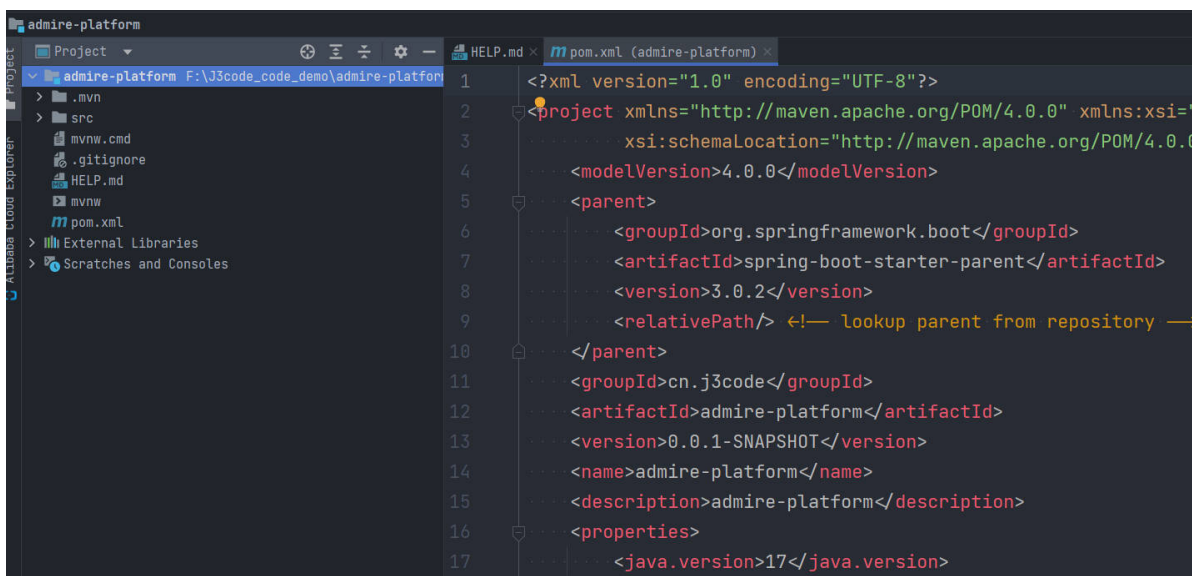 admire-platform
Project
HELP.md
pom.xml (admire-platform)
admire-platform F:\J3code_code_demo\admire-platfor
.mvn
src
mvnw.cmd
.gitignore
HELP.md
mvnw
pom.xml
External Libraries
Scratches and Consoles
Project
Alibaba Cloud Explorer
1 <?xml version="1.0" encoding="UTF-8"?>
2 <project xmlns="http://maven.apache.org/POM/4.0.0" xmlns:xsi="
3 xsi:schemaLocation="http://maven.apache.org/POM/4.0.0
4 <modelVersion>4.0.0</modelVersion>
5 <parent>
6 <groupId>org.springframework.boot</groupId>
7 <artifactId>spring-boot-starter-parent</artifactId>
8 <version>3.0.2</version>
9 <relativePath/> <!-- lookup parent from repository -->
10 </parent>
11 <groupId>cn.j3code</groupId>
12 <artifactId>admire-platform</artifactId>
13 <version>0.0.1-SNAPSHOT</version>
14 <name>admire-platform</name>
15 <description>admire-platform</description>
16 <properties>
17 <java.version>17</java.version>